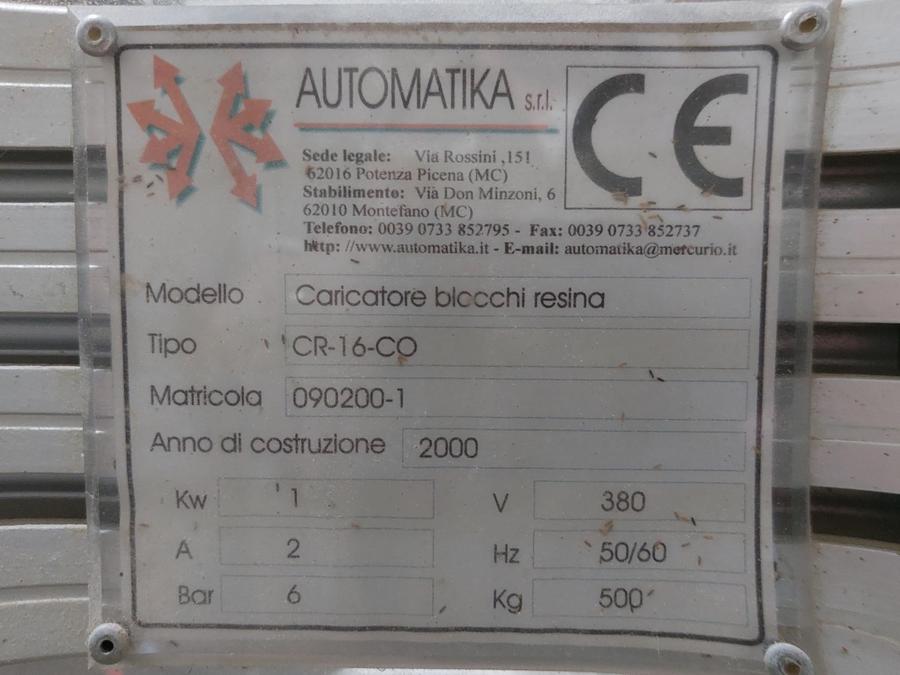 AUTOMATIKA s.r.l.
CE
Sede legale: Via Rossini ,151
62016 Potenza Picena (MC)
Stabilimento: Vià Don Minzoni, 6
62010 Montefano (MC)
Telefono: 0039 0733 852795 - Fax: 0039 0733 852737
http: //www.automatika.it - E-mail: automatika@mercurio.it
Modello Caricatore blocchi resina
Tipo CR-16-CO
Matricola 090200-1
Anno di costruzione 2000
Kw 1 V 380
A 2 Hz 50/60
Bar 6 Kg 500